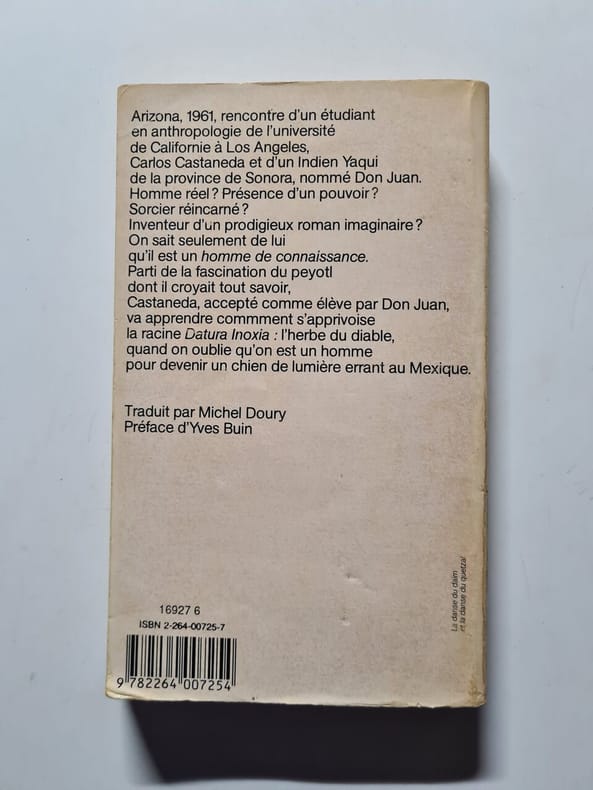 Arizona, 1961, rencontre d'un étudiant
en anthropologie de l'université
de Californie à Los Angeles,
Carlos Castaneda et d'un Indien Yaqui
de la province de Sonora, nommé Don Juan.
Homme réel ? Présence d'un pouvoir ?
Sorcier réincarné ?
Inventeur d'un prodigieux roman imaginaire ?
On sait seulement de lui
qu'il est un homme de connaissance.
Parti de la fascination du peyotl
dont il croyait tout savoir,
Castaneda, accepté comme élève par Don Juan,
va apprendre commment s'apprivoise
la racine Datura Inoxia : l'herbe du diable,
quand on oublie qu'on est un homme
pour devenir un chien de lumière errant au Mexique.
Traduit par Michel Doury
Préface d'Yves Buin
La danse du daim
et la danse du quetzal
16927 6
ISBN 2-264-00725-7
9 782264 007254